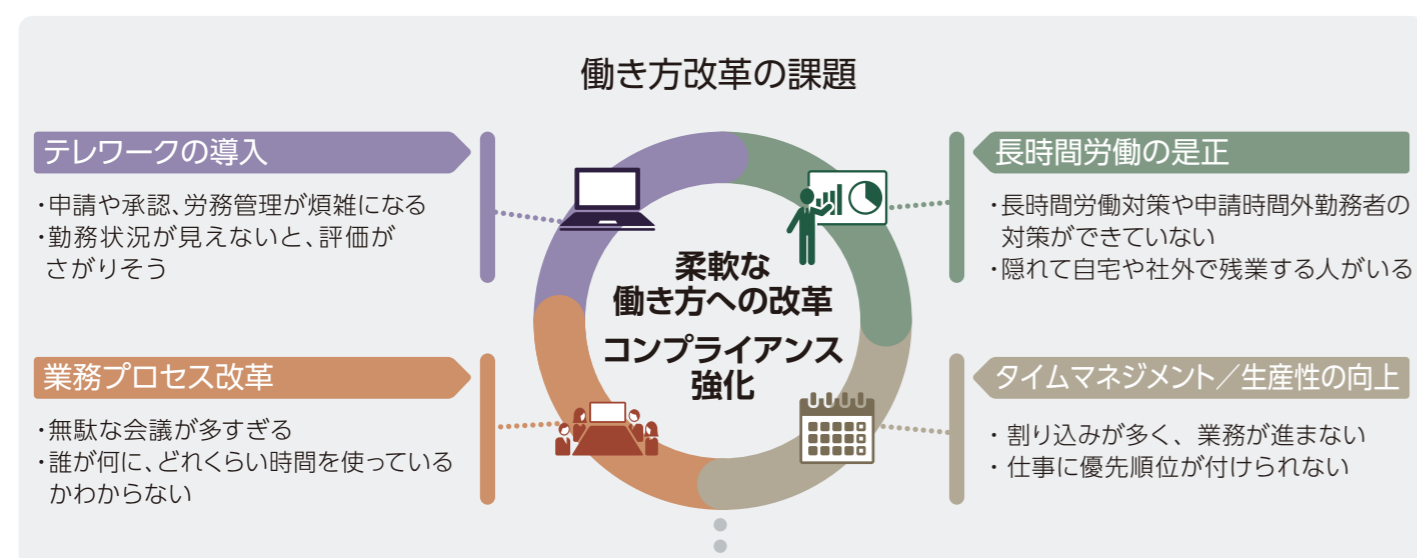 働き方改革の課題
テレワークの導入
・申請や承認、労務管理が煩雑になる
・勤務状況が見えないと、評価が
さがりそう
長時間労働の是正
・長時間労働対策や申請時間外勤務者の
対策ができていない
・隠れて自宅や社外で残業する人がいる
柔軟な
働き方への改革
コンプライアンス
強化
業務プロセス改革
・無駄な会議が多すぎる
・誰が何に、どれくらい時間を使っている
かわからない
タイムマネジメント／生産性の向上
・割り込みが多く、業務が進まない
・仕事に優先順位が付けられない